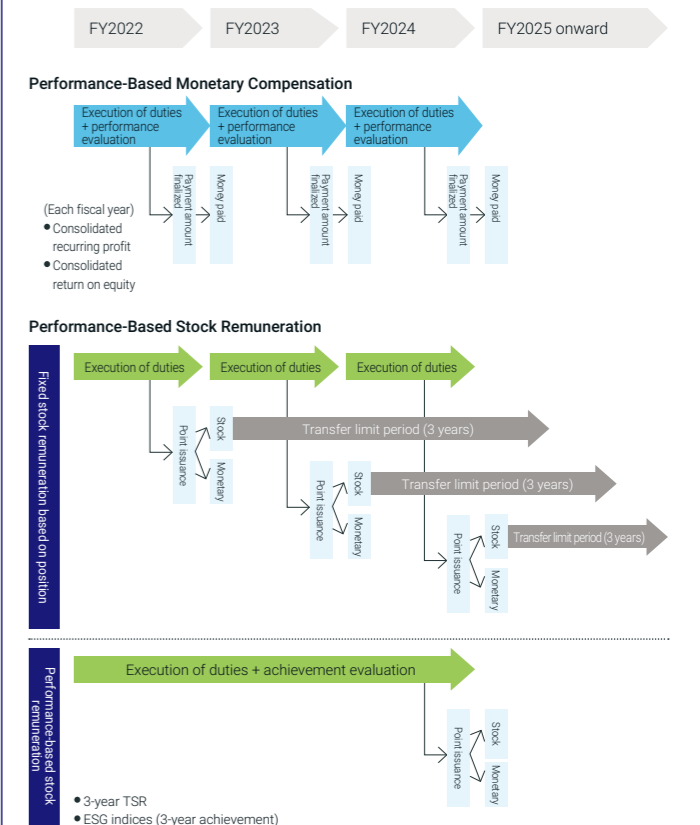 FY2022
FY2023
FY2024
FY2025 onward
Performance-Based Monetary Compensation
Execution of duties
+ performance
evaluation
Execution of duties
+ performance
evaluation
Execution of duties
+ performance
evaluation
Payment amount
finalized
Money paid
Payment amount
finalized
Money paid
Payment amount
finalized
Money paid
(Each fiscal year)
● Consolidated
recurring profit
● Consolidated
return on equity
Performance-Based Stock Remuneration
Fixed stock remuneration based on position
Execution of duties
Execution of duties
Execution of duties
Point issuance
Stock
Monetary
Transfer limit period (3 years)
Point issuance
Stock
Monetary
Transfer limit period (3 years)
Point issuance
Stock
Monetary
Transfer limit period (3 years)
Performance-based stock
remuneration
Execution of duties + achievement evaluation
Point issuance
Stock
Monetary
● 3-year TSR
● ESG indices (3-year achievement)